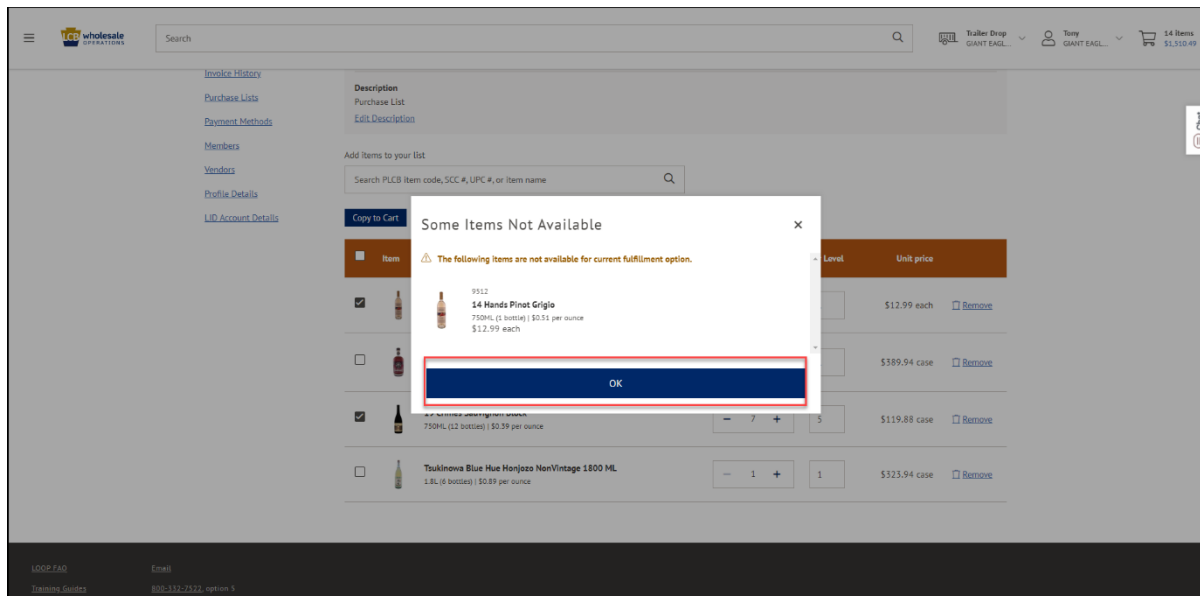 LCB wholesale
OPERATIONS
Search
Trailer Drop
GIANT EAGL...
Tony
GIANT EAGL...
14 items
$1,510.49
Invoice History
Purchase Lists
Payment Methods
Members
Vendors
Profile Details
LID Account Details
Description
Purchase List
Edit Description
Add items to your list
Search PLCB item code, SCC #, UPC #, or item name
Copy to Cart
Item
Level
Unit price
$12.99 each
Remove
$389.94 case
Remove
Some Items Not Available
The following items are not available for current fulfillment option.
9512
14 Hands Pinot Grigio
750ML (1 bottle) | $0.51 per ounce
$12.99 each
OK
750ML (12 bottles) | $0.39 per ounce
7
5
$119.88 case
Remove
Tsukinowa Blue Hue Honjozo NonVintage 1800 ML
1.8L (6 bottles) | $0.89 per ounce
1
1
$323.94 case
Remove
LOOP FAQ
Email
Training Guides
800-332-7522, option 5